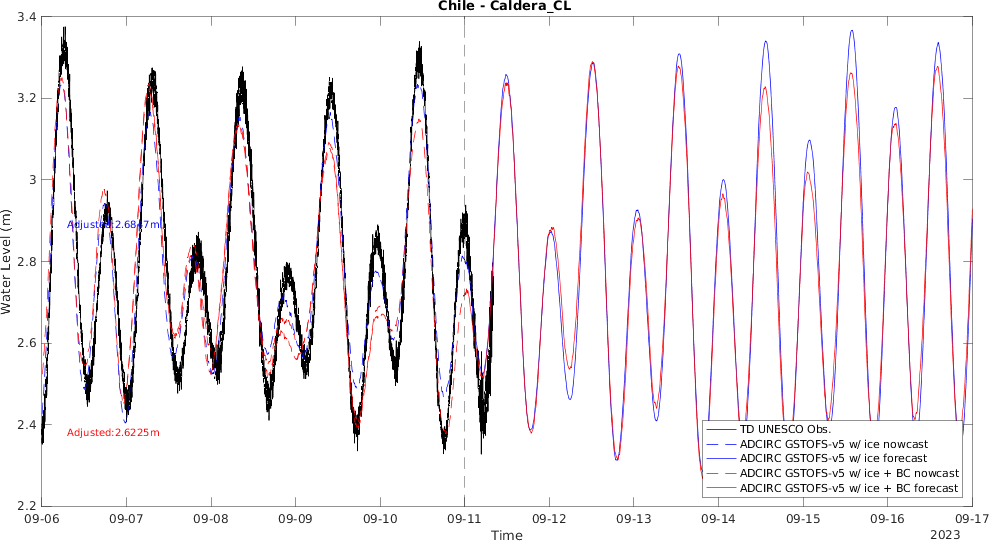 Chile - Caldera_CL
3.4
3.2
3
2.8
2.6
2.4
2.2
Water Level (m)
Adjusted:2.6847m
Adjusted:2.6225m
TD UNESCO Obs.
ADCIRC GSTOFS-v5 w/ ice nowcast
ADCIRC GSTOFS-v5 w/ ice forecast
ADCIRC GSTOFS-v5 w/ ice + BC nowcast
ADCIRC GSTOFS-v5 w/ ice + BC forecast
09-06 09-07 09-08 09-09 09-10 09-11 09-12 09-13 09-14 09-15 09-16 09-17
Time
2023